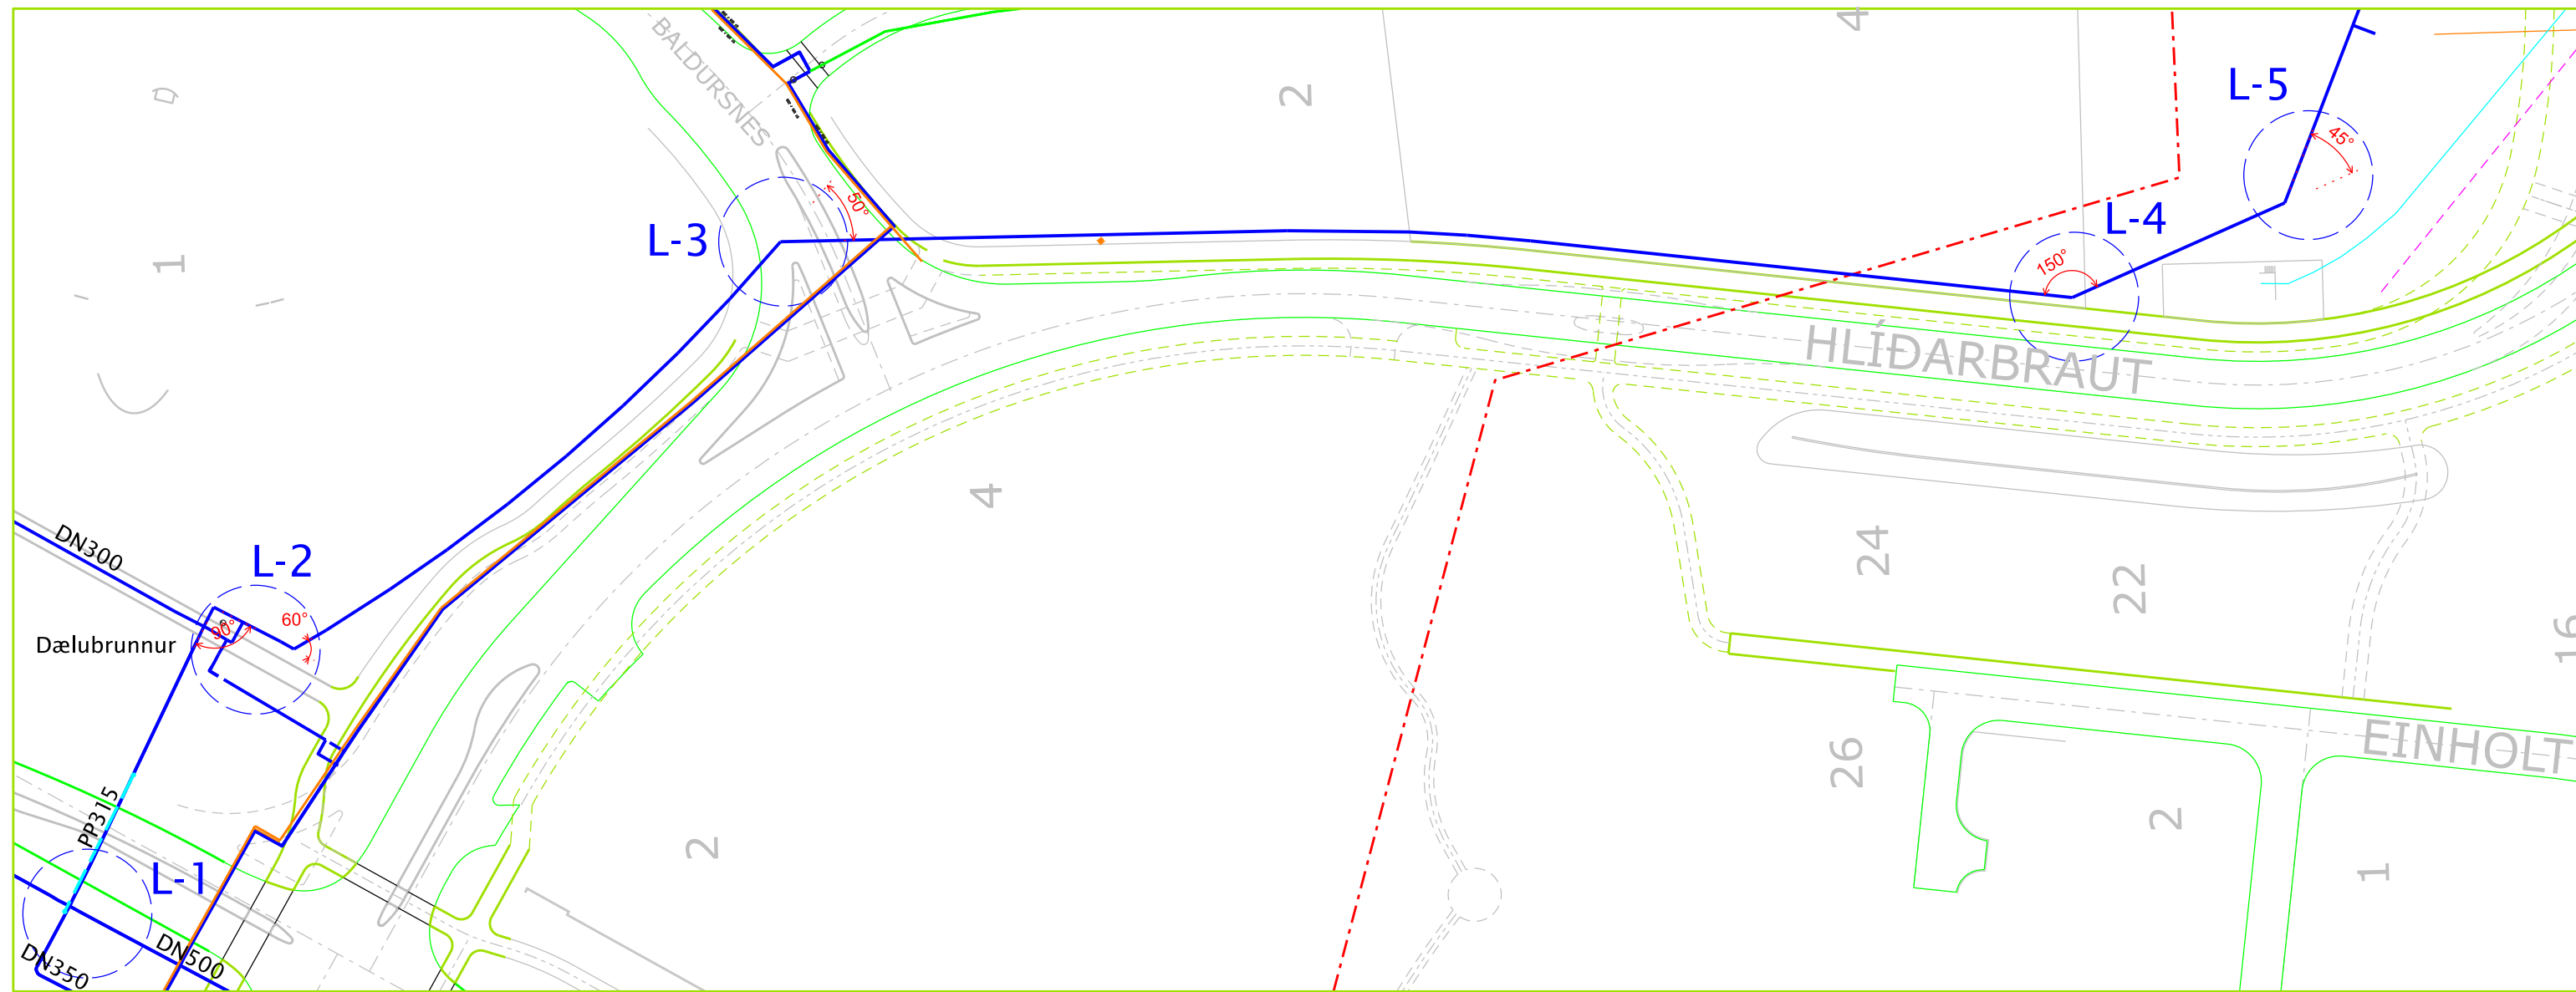 BALDURSNES
4
2
L-5
45°
L-4
150°
L-3
50°
1
HLÍÐARBRAUT
4
24
22
16
DN300
L-2
60°
90°
Dælubrunnur
EINHOLT
26
2
2
1
PP315
L-1
DN500
DN350